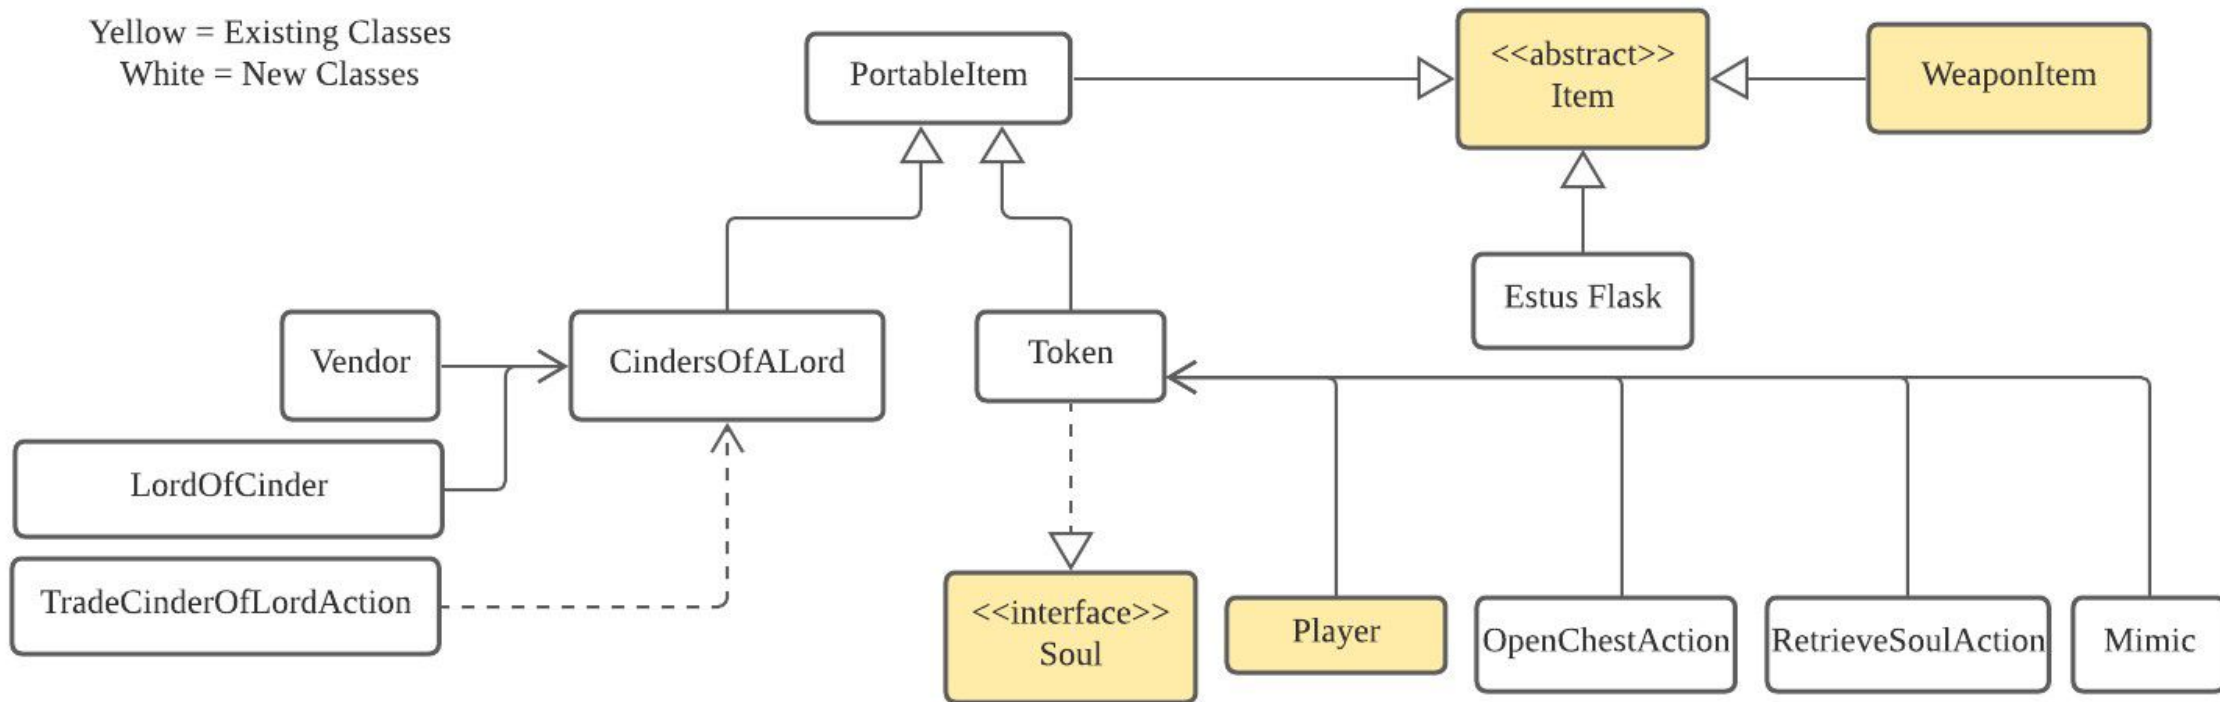 Yellow = Existing Classes
White = New Classes
PortableItem
<<abstract>>
Item
WeaponItem
Estus Flask
Vendor
CindersOfALord
Token
LordOfCinder
TradeCinderOfLordAction
<<interface>>
Soul
Player
OpenChestAction
RetrieveSoulAction
Mimic